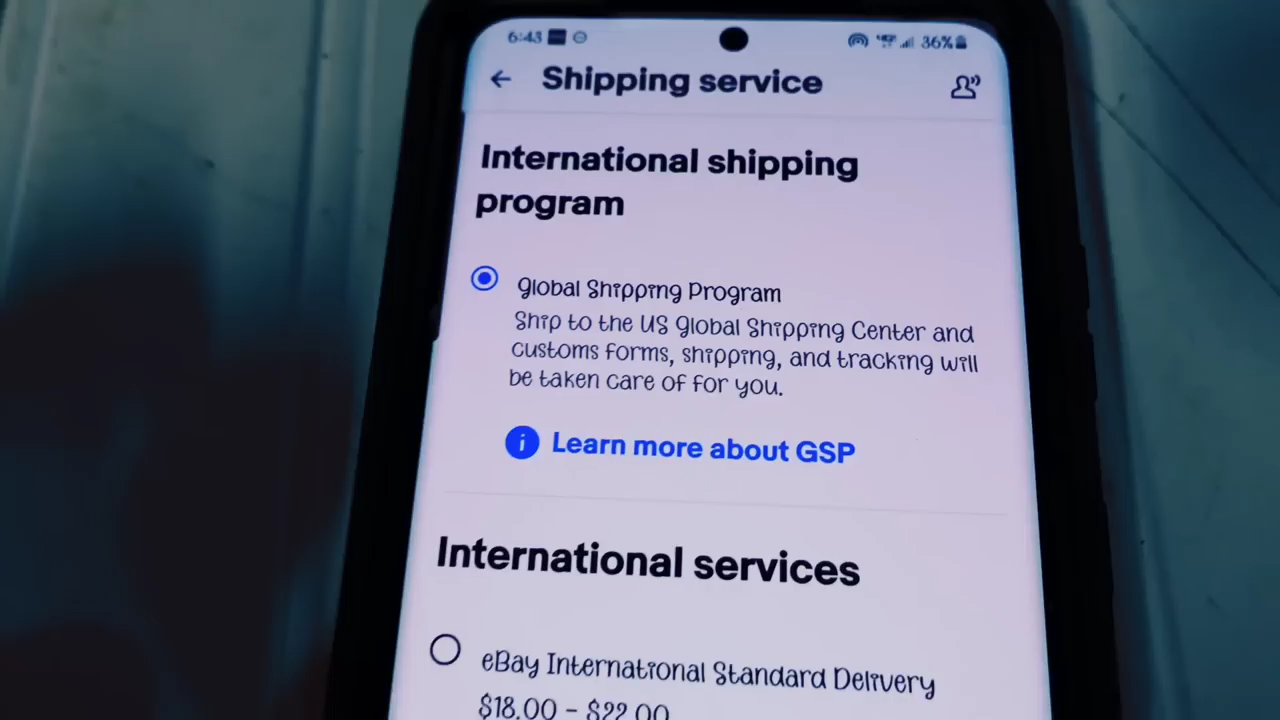 6:43
36%
Shipping service
International shipping
program
Global Shipping Program
Ship to the US Global Shipping Center and
customs forms, shipping, and tracking will
be taken care of for you.
i Learn more about GSP
International services
eBay International Standard Delivery
$18.00 - $22.00